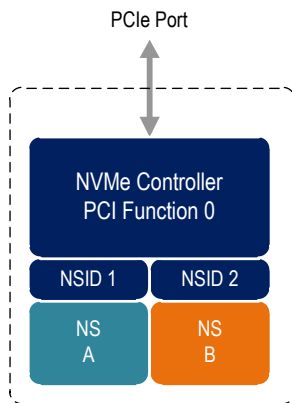 PCIe Port
NVMe Controller
PCI Function 0
NSID 1
NSID 2
NS
A
NS
B